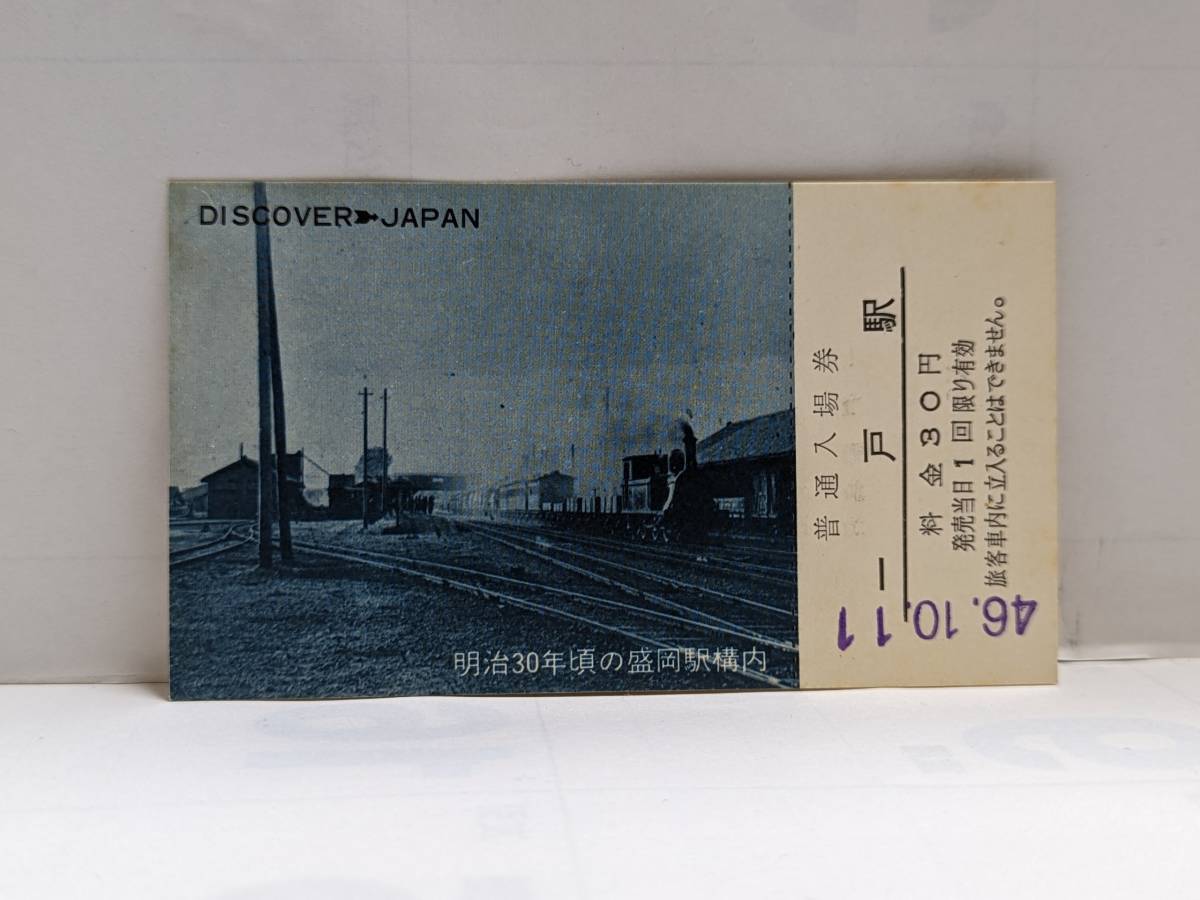 DISCOVER JAPAN
明治30年頃の盛岡駅構内
普通入場券
一戸駅
料金30円
発売当日1回限り有効
旅客車内に立入ることはできません。
46.10.11